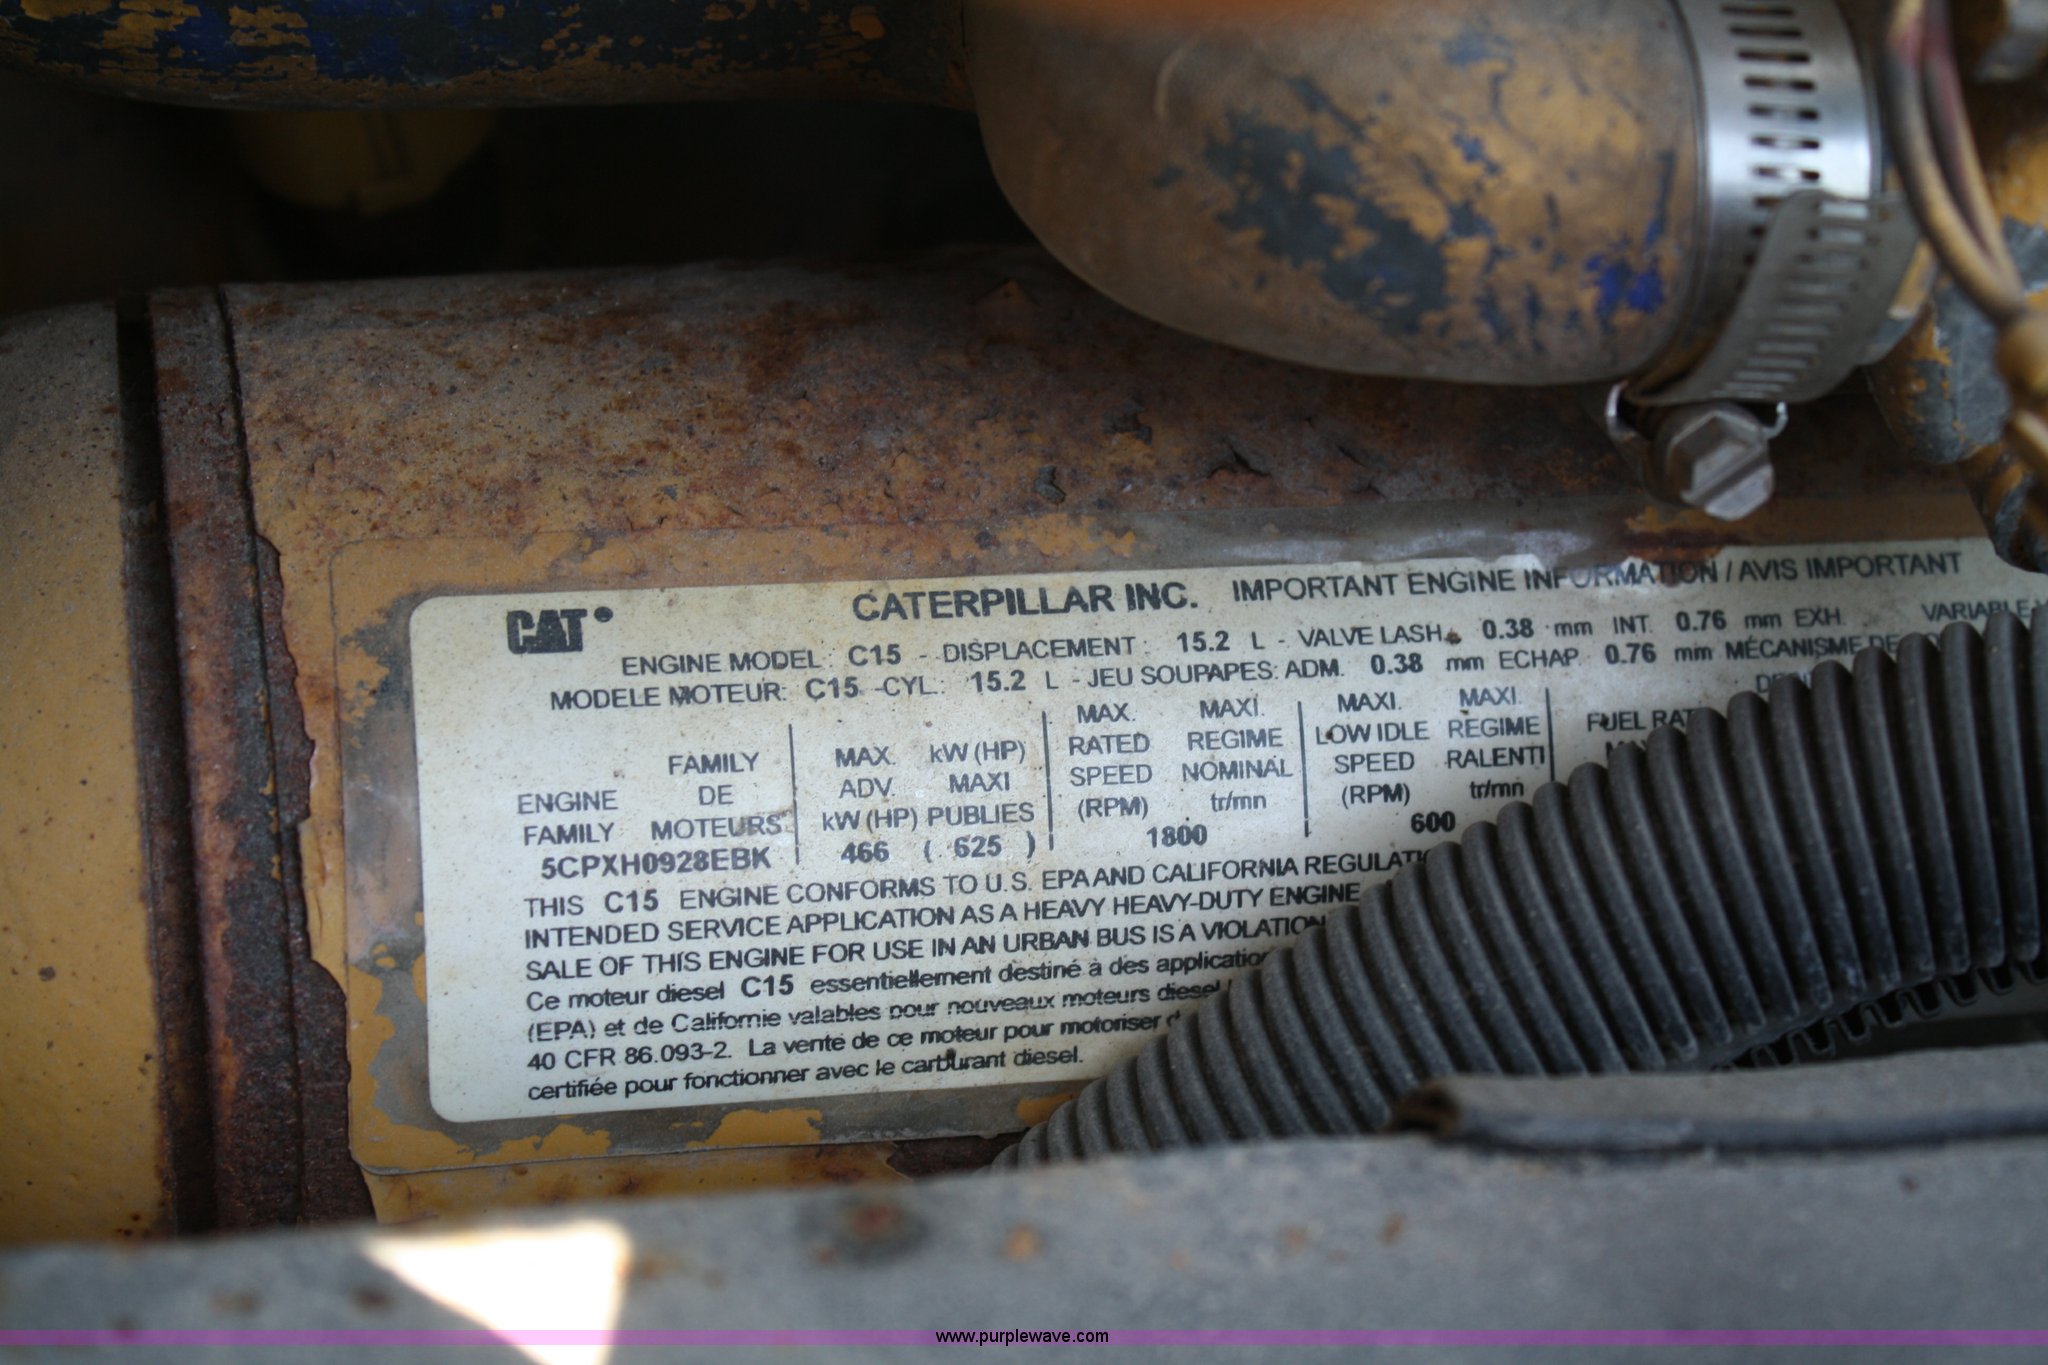 CAT
CATERPILLAR INC. IMPORTANT ENGINE INFORMATION / AVIS IMPORTANT
ENGINE MODEL: C15 - DISPLACEMENT: 15.2 L - VALVE LASH: 0.38 mm INT. 0.76 mm EXH. VARIABLE
MODELE MOTEUR: C15 -CYL.: 15.2 L - JEU SOUPAPES: ADM. 0.38 mm ECHAP. 0.76 mm MÉCANISME DE
ENGINE FAMILY
FAMILY DE MOTEURS
5CPXH0928EBK
MAX. ADV. kW (HP)
kW (HP) MAXI PUBLIES
466 ( 625 )
MAX. RATED SPEED (RPM)
MAXI. REGIME NOMINAL tr/mn
1800
MAXI. LOW IDLE SPEED (RPM)
MAXI. REGIME RALENTI tr/mn
600
FUEL
THIS C15 ENGINE CONFORMS TO U.S. EPA AND CALIFORNIA
INTENDED SERVICE APPLICATION AS A HEAVY HEAVY-DUTY ENGINE
SALE OF THIS ENGINE FOR USE IN AN URBAN BUS IS A VIOLATION
Ce moteur diesel C15 essentiellement destiné à des
(EPA) et de Californie valables pour nouveaux moteurs diesel
40 CFR 86.093-2. La vente de ce moteur pour motoriser
certifiée pour fonctionner avec le carburant diesel.
www.purplewave.com